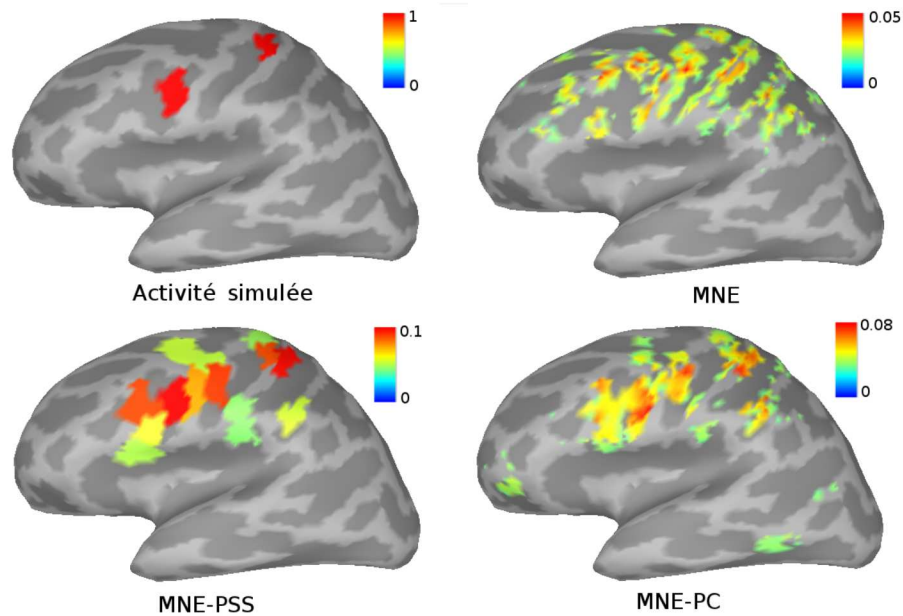 1
0
Activité simulée
0.05
0
MNE
0.1
0
MNE-PSS
0.08
0
MNE-PC